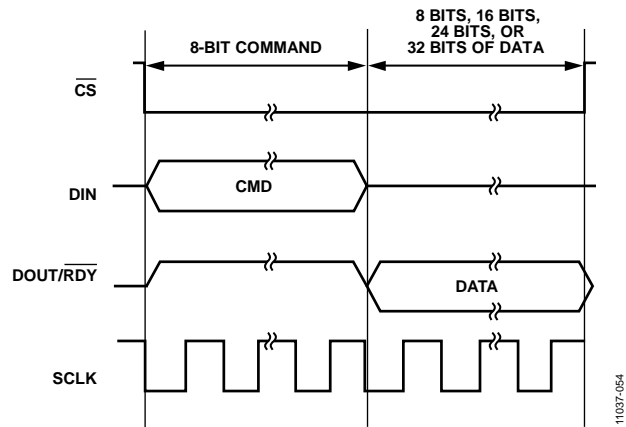 8 BITS, 16 BITS,
24 BITS, OR
32 BITS OF DATA
8-BIT COMMAND
CS
DIN
CMD
DOUT/RDY
DATA
SCLK
11037-054